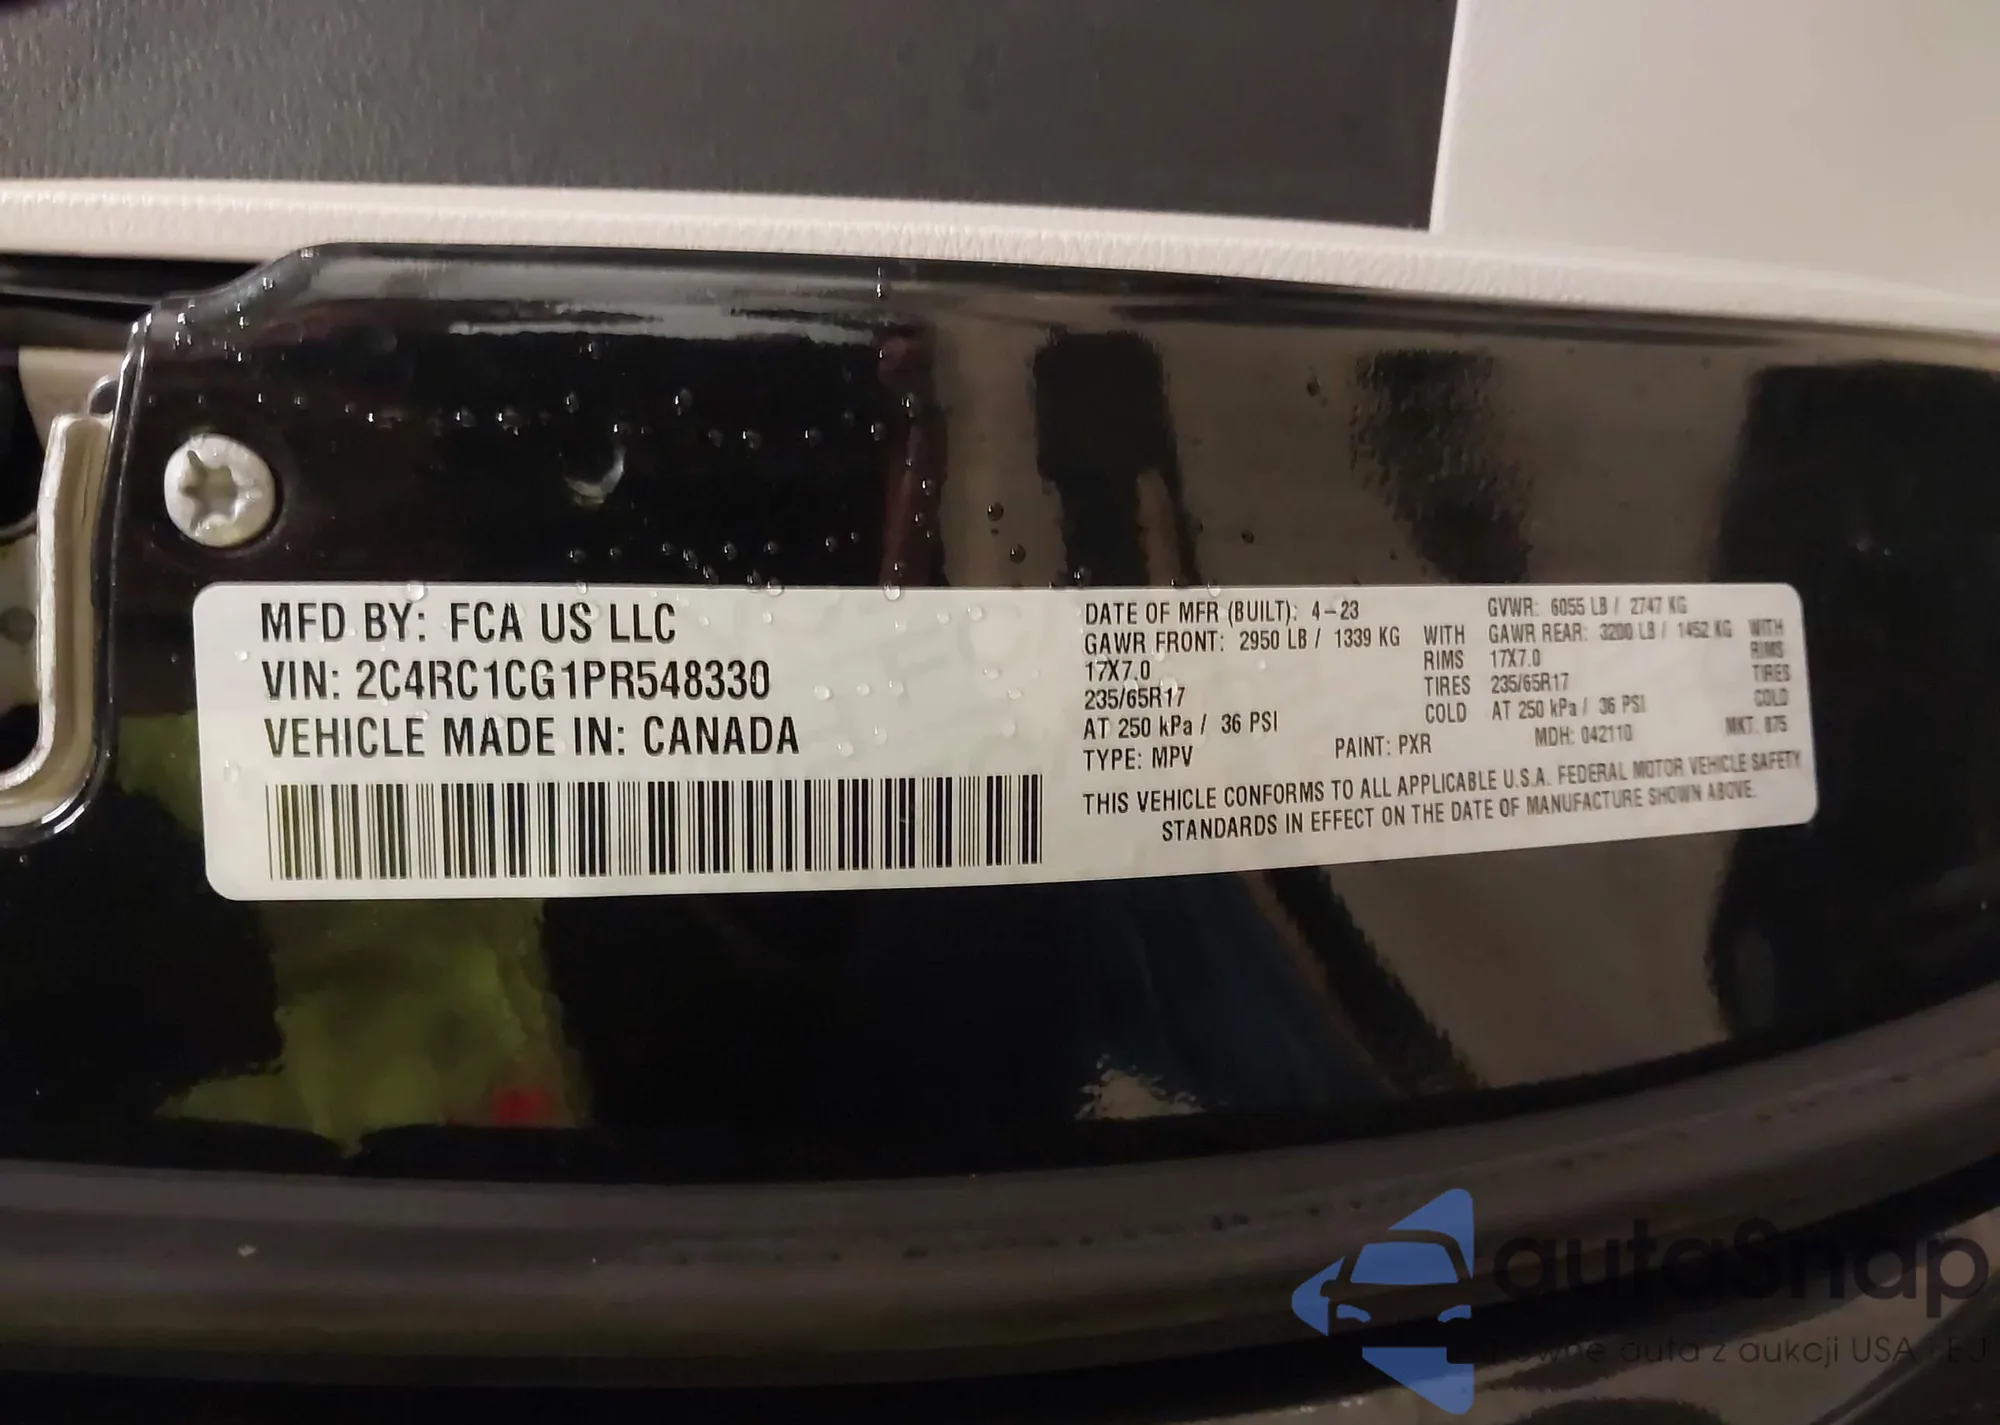 MFD BY: FCA US LLC
VIN: 2C4RC1CG1PR548330
VEHICLE MADE IN: CANADA
DATE OF MFR (BUILT): 4-23 GVWR: 6055 LB / 2747 KG
GAWR FRONT: 2950 LB / 1339 KG WITH GAWR REAR: 3200 LB / 1452 KG WITH
17X7.0 RIMS 17X7.0 RIMS
235/65R17 TIRES 235/65R17 TIRES
AT 250 kPa / 36 PSI COLD AT 250 kPa / 36 PSI COLD
TYPE: MPV PAINT: PXR MDH: 042110 MKT: 875
THIS VEHICLE CONFORMS TO ALL APPLICABLE U.S.A. FEDERAL MOTOR VEHICLE SAFETY
STANDARDS IN EFFECT ON THE DATE OF MANUFACTURE SHOWN ABOVE.
autaSnap
auta z aukcji USA